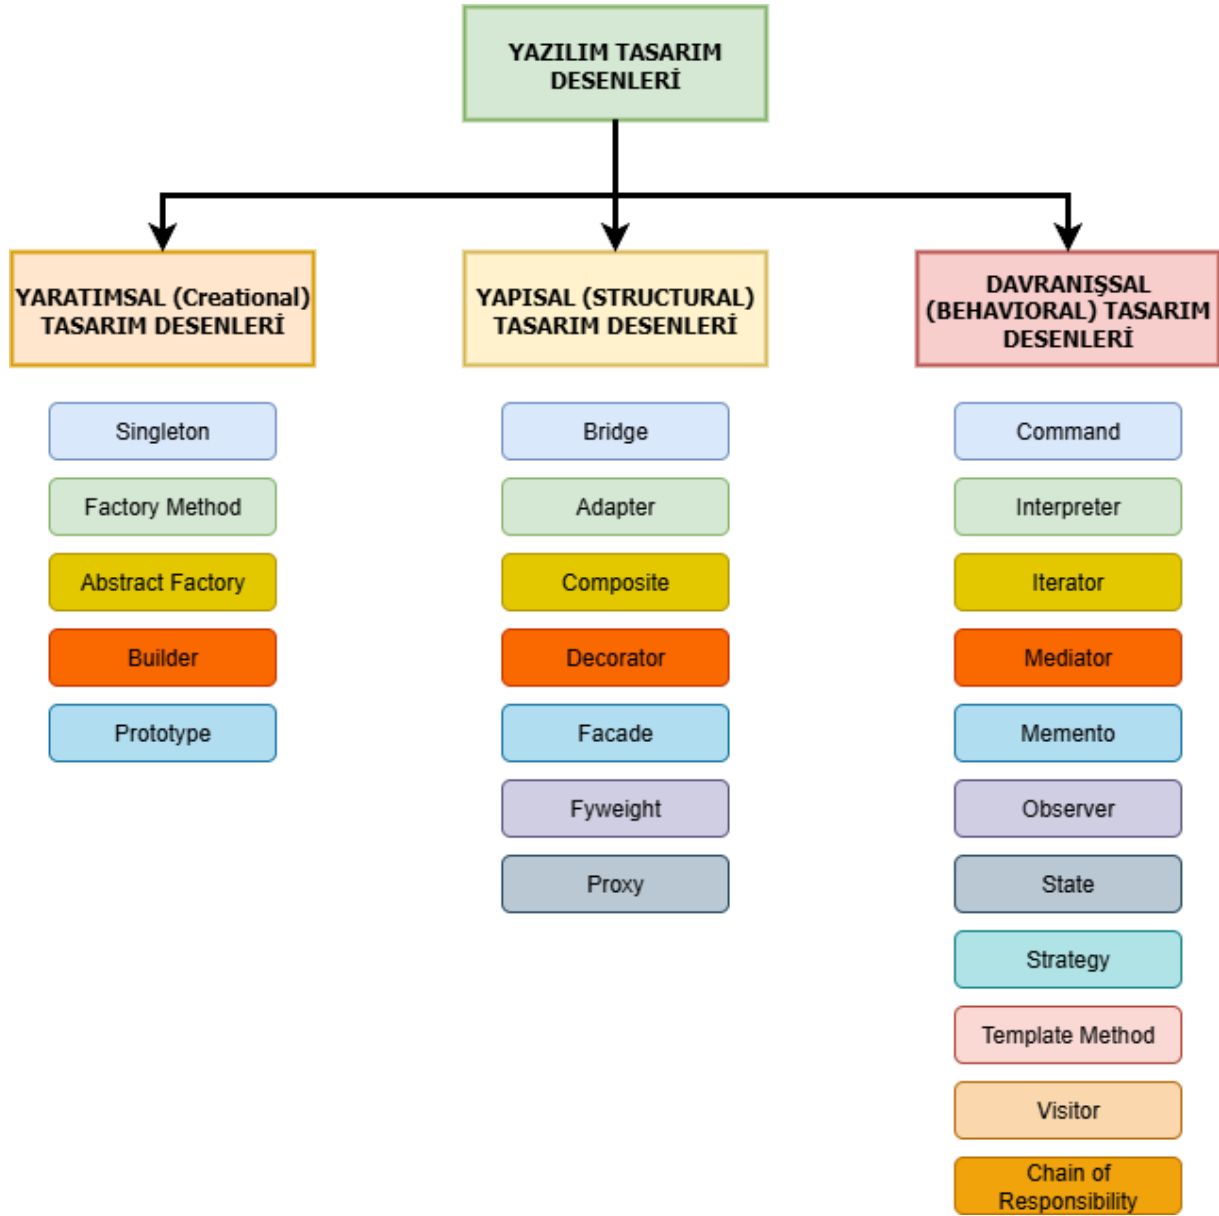 YAZILIM TASARIM
DESENLERİ
YARATIMSAL (Creational)
TASARIM DESENLERİ
YAPISAL (STRUCTURAL)
TASARIM DESENLERİ
DAVRANIŞSAL
(BEHAVIORAL) TASARIM
DESENLERİ
Singleton
Factory Method
Abstract Factory
Builder
Prototype
Bridge
Adapter
Composite
Decorator
Facade
Fyweight
Proxy
Command
Interpreter
Iterator
Mediator
Memento
Observer
State
Strategy
Template Method
Visitor
Chain of
Responsibility